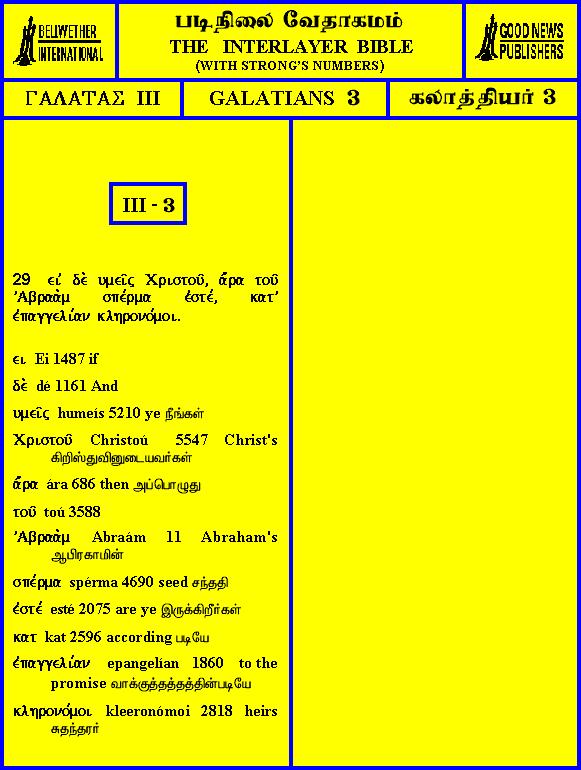 BELLWETHER
INTERNATIONAL
படிநிலை வேதாகமம்
THE INTERLAYER BIBLE
(WITH STRONG'S NUMBERS)
GOOD NEWS
PUBLISHERS
ΓΑΛΑΤΑΣ III
GALATIANS 3
கலாத்தியர் 3
III - 3
29 εἰ δὲ υμεῖς Χριστοῦ, ἄρα τοῦ
Ἀβραὰμ σπέρμα ἐστέ, κατ'
ἐπαγγελίαν κληρονόμοι.
ει Ei 1487 if
δὲ dé 1161 And
υμεῖς humeís 5210 ye நீங்கள்
Χριστοῦ Christoú 5547 Christ's
கிறிஸ்துவினுடையவர்கள்
ἄρα ára 686 then அப்பொழுது
τοῦ toú 3588
Ἀβραὰμ Abraám 11 Abraham's
ஆபிரகாமின்
σπέρμα spérma 4690 seed சந்ததி
ἐστέ esté 2075 are ye இருக்கிறீர்கள்
κατ kat 2596 according படியே
ἐπαγγελίαν epangelían 1860 to the
promise வாக்குத்தத்தத்தின்படியே
κληρονόμοι kleeronómoi 2818 heirs
சுதந்தரர்